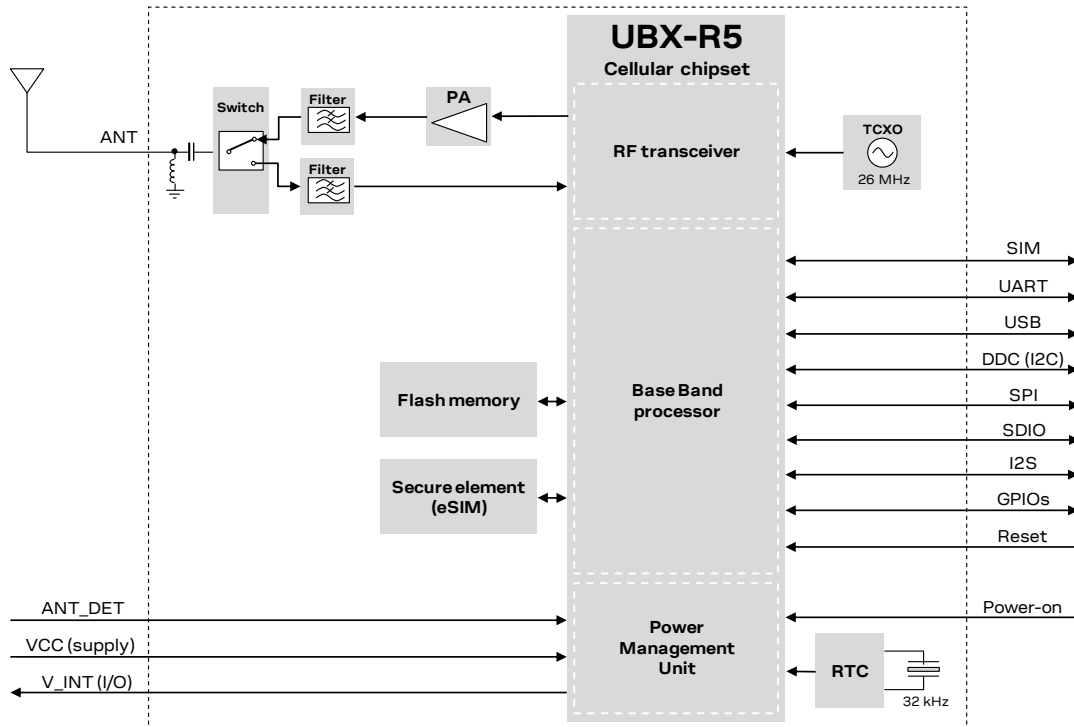 UBX-R5
Cellular chipset
Switch
Filter
PA
ANT
Filter
RF transceiver
TCXO
26 MHz
SIM
UART
USB
DDC (I2C)
SPI
SDIO
I2S
GPIOs
Reset
Flash memory
Base Band
processor
Secure element
(eSIM)
ANT_DET
VCC (supply)
V_INT (I/O)
Power
Management
Unit
Power-on
RTC
32 kHz